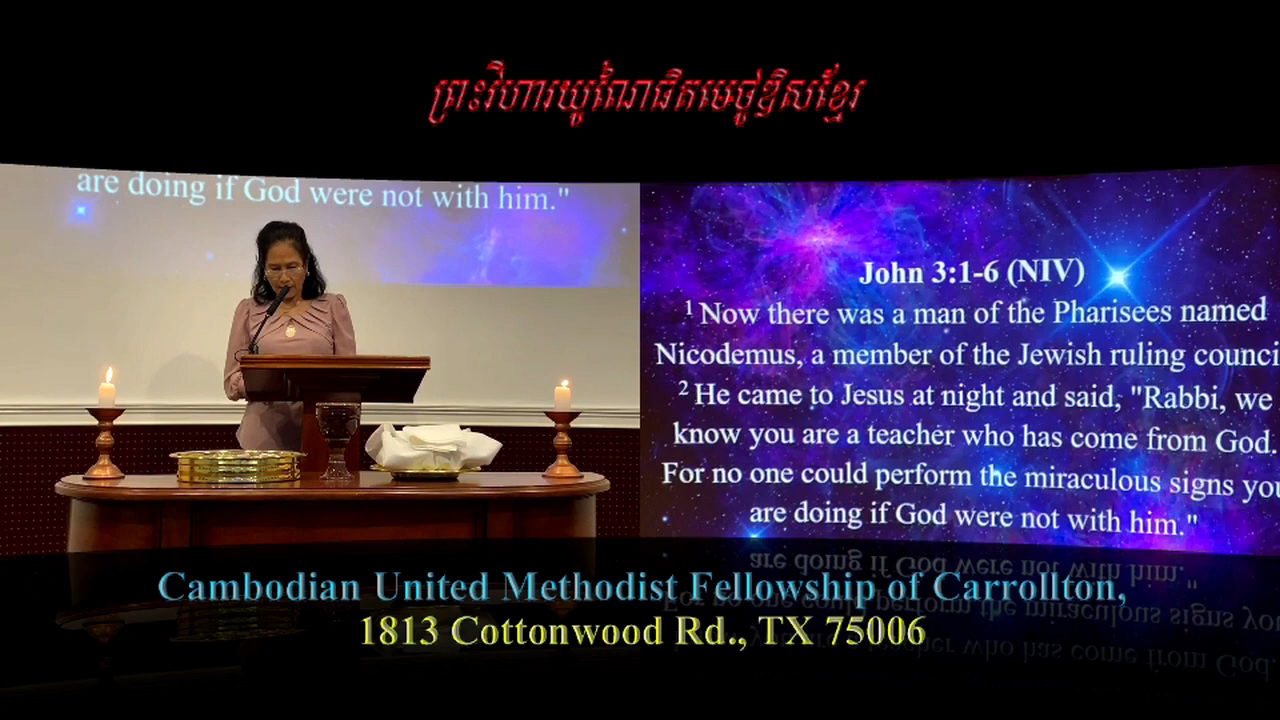 ព្រះវិហារយូណៃធិតមេថូឌីសខ្មែរ
are doing if God were not with him."
John 3:1-6 (NIV)
1 Now there was a man of the Pharisees named
Nicodemus, a member of the Jewish ruling counci
2 He came to Jesus at night and said, "Rabbi, we
know you are a teacher who has come from God.
For no one could perform the miraculous signs you
are doing if God were not with him."
Cambodian United Methodist Fellowship of Carrollton,
1813 Cottonwood Rd., TX 75006